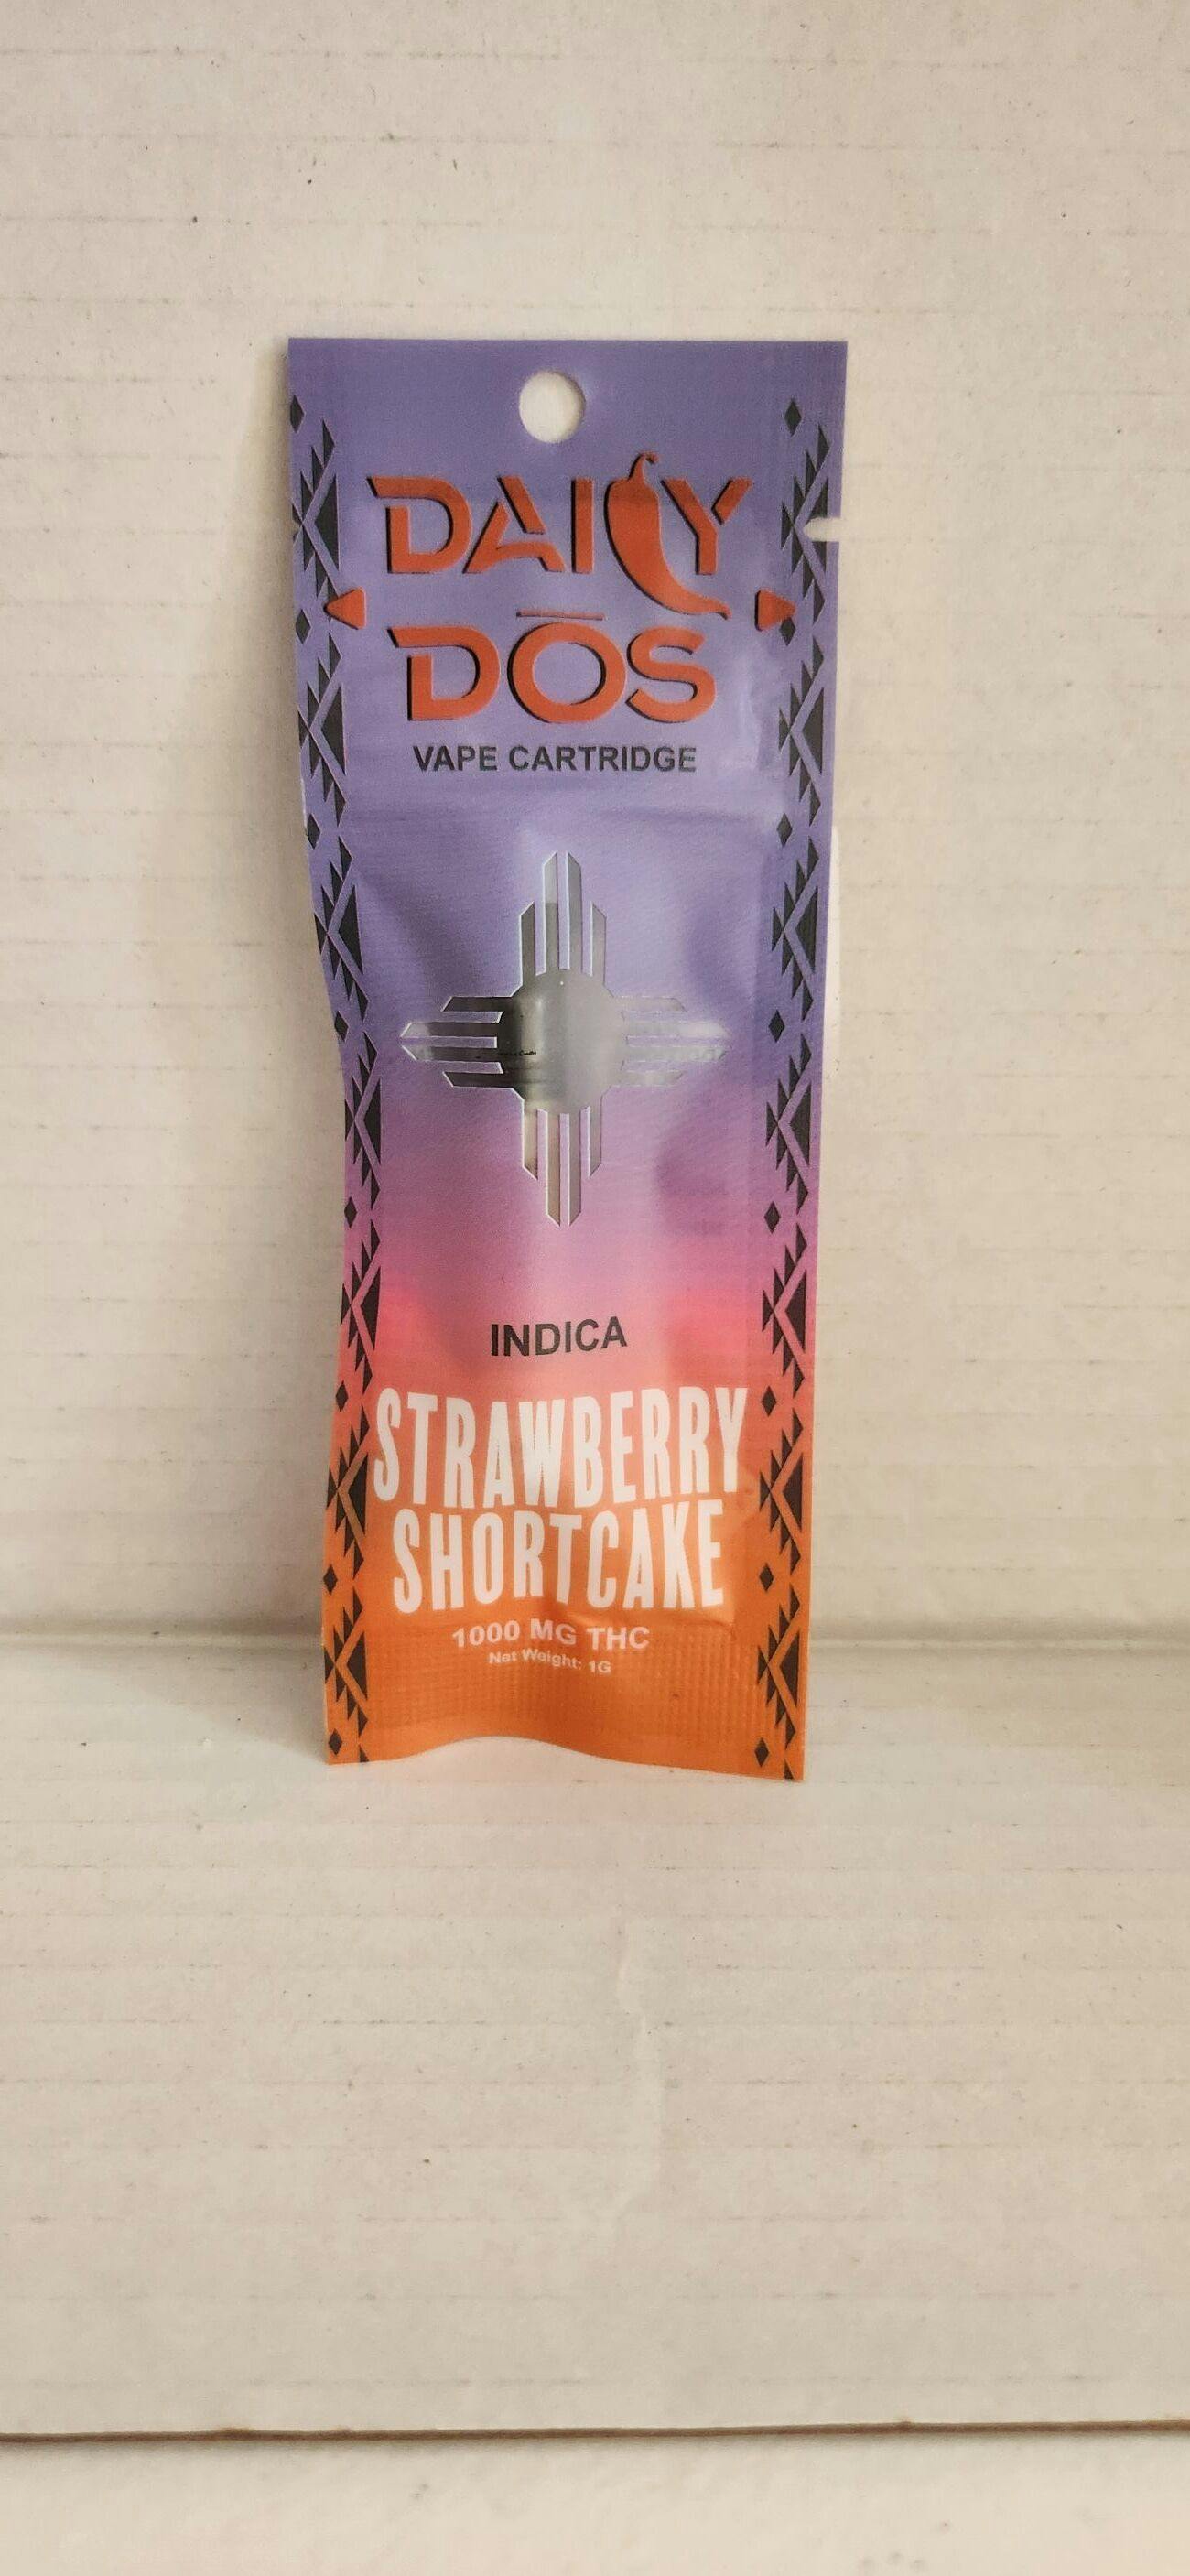 DAILY
DŌS
VAPE CARTRIDGE
INDICA
STRAWBERRY
SHORTCAKE
1000 MG THC
Net Weight: 1G